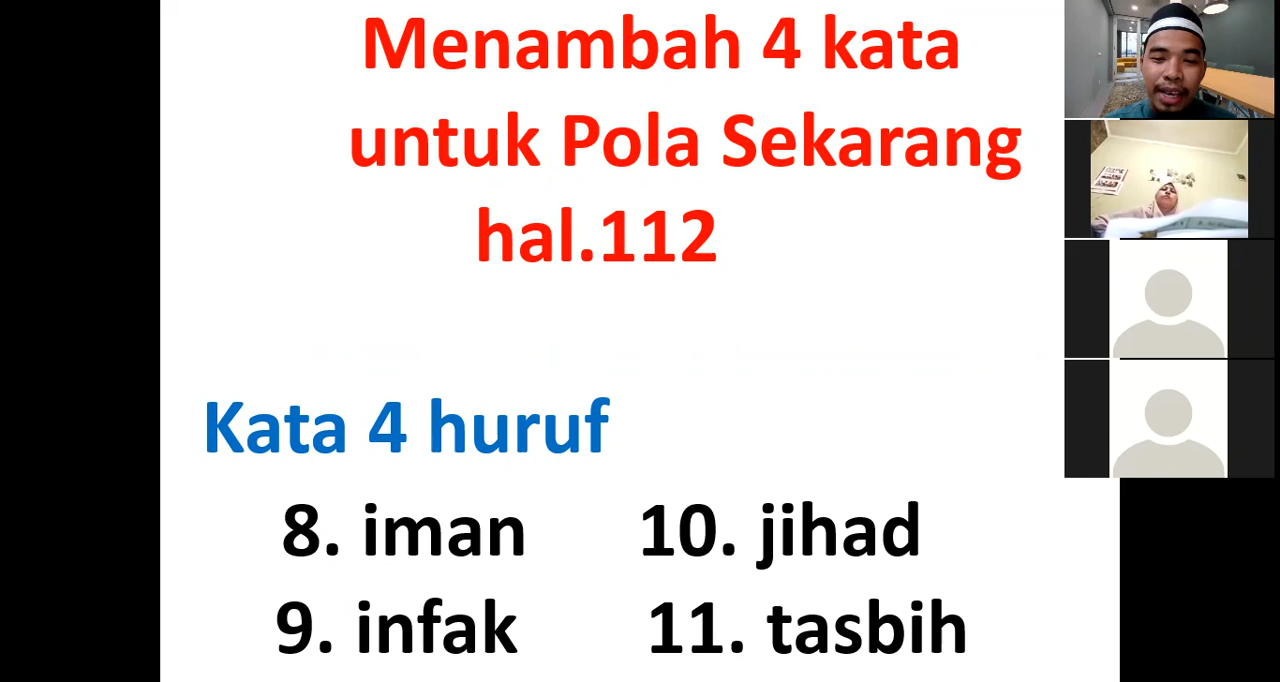 Menambah 4 kata
untuk Pola Sekarang
hal.112
Kata 4 huruf
8. iman 10. jihad
9. infak 11. tasbih